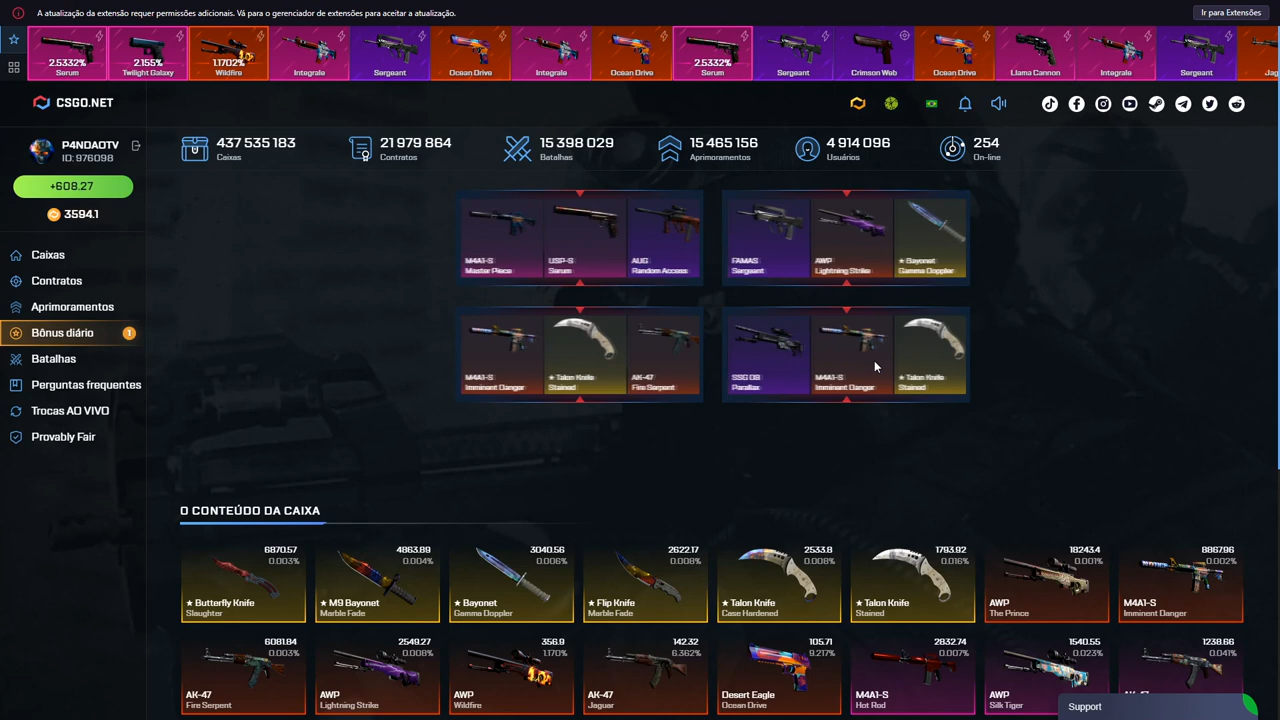 A atualização da extensão requer permissões adicionais. Vá para o gerenciador de extensões para aceitar a atualização.
Ir para Extensões
2.5332%
Serum
2.155%
Twilight Galaxy
1.1702%
Wildfire
Integrale
Sergeant
Ocean Drive
Integrale
Ocean Drive
2.5332%
Serum
Sergeant
Crimson Web
Ocean Drive
Llama Cannon
Integrale
Sergeant
Jag
CSGO.NET
P4NDAOTV
ID: 976098
+608.27
3594.1
437 535 183
Caixas
21 979 864
Contratos
15 398 029
Batalhas
15 465 156
Aprimoramentos
4 914 096
Usuários
254
On-line
Caixas
Contratos
Aprimoramentos
Bônus diário
1
Batalhas
Perguntas frequentes
Trocas AO VIVO
Provably Fair
M4A1-S
Master Piece
USP-S
Serum
AUG
Random Access
FAMAS
Sergeant
AWP
Lightning Strike
★ Bayonet
Gamma Doppler
M4A1-S
Imminent Danger
★ Talon Knife
Stained
AK-47
Fire Serpent
SSG 08
Parallax
M4A1-S
Imminent Danger
★ Talon Knife
Stained
O CONTEÚDO DA CAIXA
6870.57
0.003%
★ Butterfly Knife
Slaughter
4863.89
0.004%
★ M9 Bayonet
Marble Fade
3040.56
0.006%
★ Bayonet
Gamma Doppler
2622.17
0.008%
★ Flip Knife
Marble Fade
2533.8
0.008%
★ Talon Knife
Case Hardened
1793.92
0.016%
★ Talon Knife
Stained
18243.4
0.001%
AWP
The Prince
8867.96
0.002%
M4A1-S
Imminent Danger
6081.84
0.003%
AK-47
Fire Serpent
2549.27
0.008%
AWP
Lightning Strike
356.9
1.170%
AWP
Wildfire
142.32
6.362%
AK-47
Jaguar
105.71
9.217%
Desert Eagle
Ocean Drive
2832.74
0.007%
M4A1-S
Hot Rod
1540.55
0.023%
AWP
Silk Tiger
1238.66
0.041%
Support